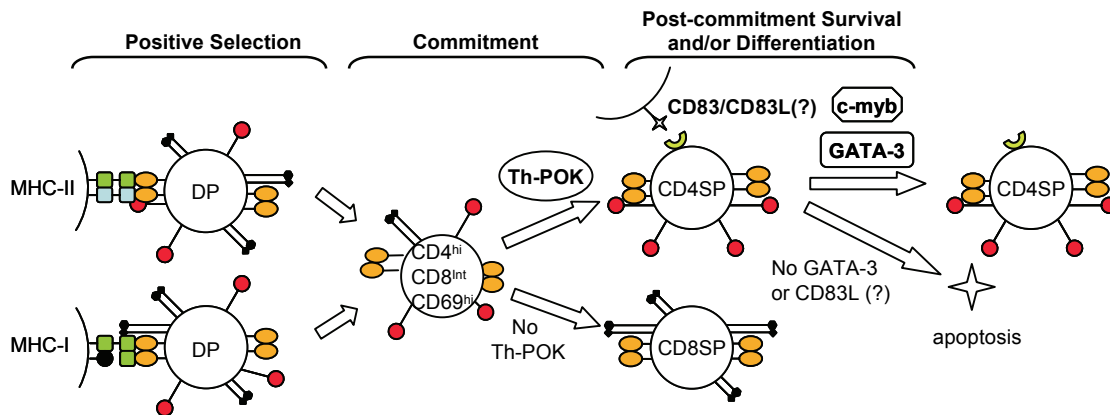 Positive Selection
Commitment
Post-commitment Survival
and/or Differentiation
MHC-II
DP
CD4hi
CD8Int
CD69hi
Th-POK
CD83/CD83L(?)
c-myb
GATA-3
CD4SP
CD4SP
No GATA-3
or CD83L (?)
apoptosis
MHC-I
DP
No
Th-POK
CD8SP